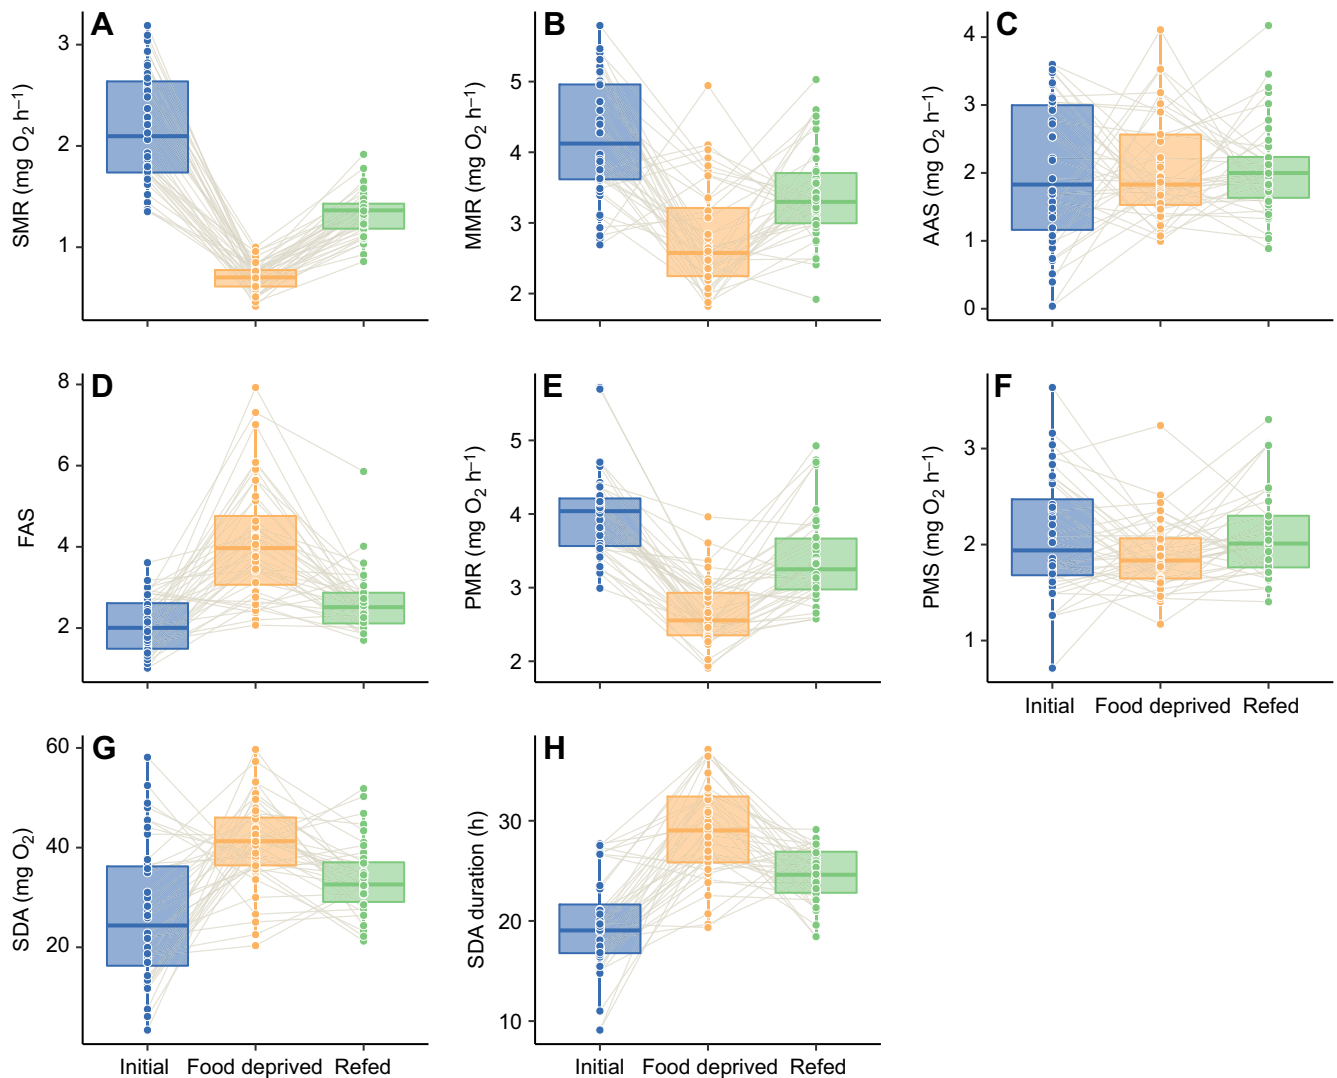 A
SMR (mg O2 h–1)
3
2
1
B
MMR (mg O2 h–1)
5
4
3
2
C
AAS (mg O2 h–1)
4
3
2
1
0
D
FAS
8
6
4
2
E
PMR (mg O2 h–1)
5
4
3
2
F
PMS (mg O2 h–1)
3
2
1
Initial Food deprived Refed
G
SDA (mg O2)
60
40
20
Initial Food deprived Refed
H
SDA duration (h)
30
20
10
Initial Food deprived Refed